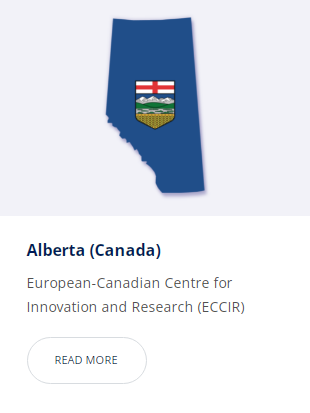 Alberta (Canada)
European-Canadian Centre for
Innovation and Research (ECCIR)
READ MORE